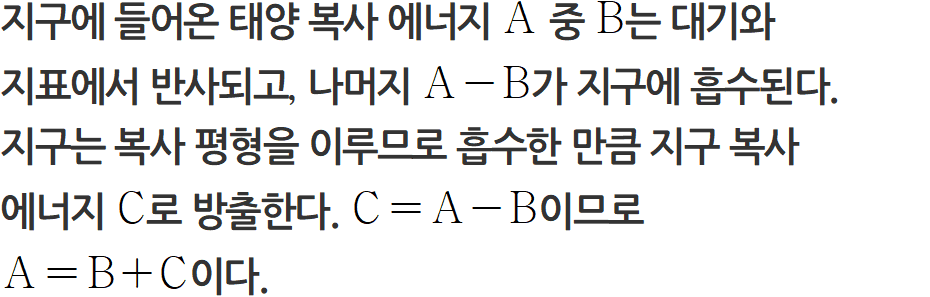 지구에 들어온 태양 복사 에너지 A 중 B는 대기와
지표에서 반사되고, 나머지 A－B가 지구에 흡수된다.
지구는 복사 평형을 이루므로 흡수한 만큼 지구 복사
에너지 C로 방출한다. C＝A－B이므로
A＝B＋C이다.